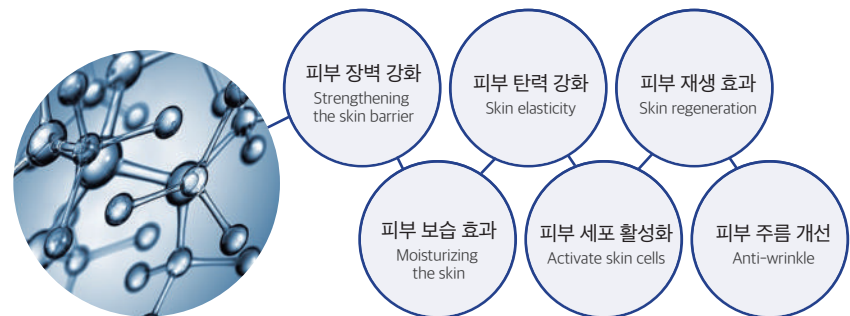 피부 장벽 강화
Strengthening
the skin barrier
피부 탄력 강화
Skin elasticity
피부 재생 효과
Skin regeneration
피부 보습 효과
Moisturizing
the skin
피부 세포 활성화
Activate skin cells
피부 주름 개선
Anti-wrinkle